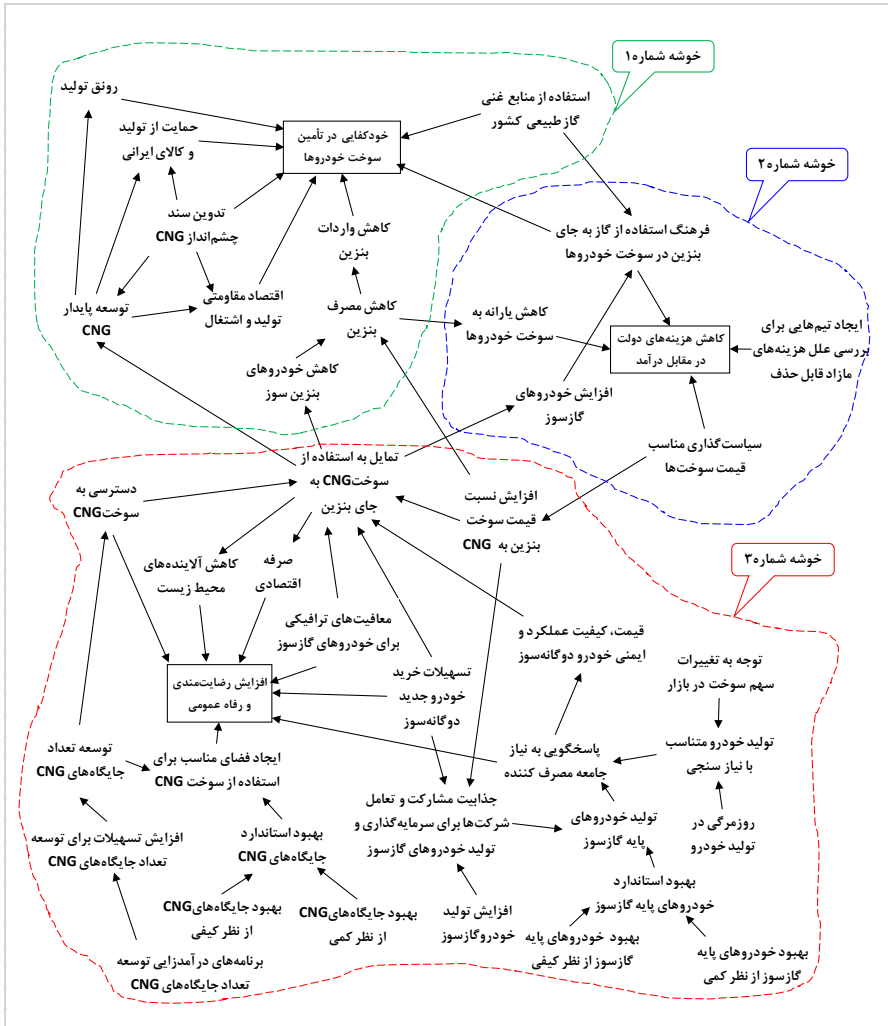 خوشه شماره۱
رونق تولید
استفاده از منابع غنی
گاز طبیعی کشور
حمایت از تولید
و کالای ایرانی
خودکفایی در تأمین
سوخت خودروها
خوشه شماره۲
تدوین سند
چشم‌انداز CNG
کاهش واردات
بنزین
فرهنگ استفاده از گاز به جای
بنزین در سوخت خودروها
توسعه پایدار
CNG
اقتصاد مقاومتی
تولید و اشتغال
کاهش مصرف
بنزین
کاهش یارانه به
سوخت خودروها
کاهش هزینه‌های دولت
در مقابل درآمد
ایجاد تیم‌هایی برای
بررسی علل هزینه‌های
مازاد قابل حذف
کاهش خودروهای
بنزین سوز
افزایش خودروهای
گازسوز
سیاست‌گذاری مناسب
قیمت سوخت‌ها
تمایل به استفاده از
سوخت CNG به
جای بنزین
دسترسی به
سوخت CNG
افزایش نسبت
قیمت سوخت
بنزین به CNG
خوشه شماره۳
کاهش آلاینده‌های
محیط زیست
صرفه
اقتصادی
معافیت‌های ترافیکی
برای خودروهای گازسوز
قیمت، کیفیت عملکرد و
ایمنی خودرو دوگانه‌سوز
توجه به تغییرات
سهم سوخت در بازار
افزایش رضایت‌مندی
و رفاه عمومی
تسهیلات خرید
خودرو جدید
دوگانه‌سوز
توسعه تعداد
جایگاه‌های CNG
ایجاد فضای مناسب برای
استفاده از سوخت CNG
پاسخگویی به نیاز
جامعه مصرف کننده
تولید خودرو متناسب
با نیاز سنجی
جذابیت مشارکت و تعامل
شرکت‌ها برای سرمایه‌گذاری و
تولید خودروهای گازسوز
تولید خودروهای
پایه گازسوز
روزمرگی در
تولید خودرو
افزایش تسهیلات برای توسعه
تعداد جایگاه‌های CNG
بهبود استاندارد
جایگاه‌های CNG
بهبود استاندارد
خودروهای پایه گازسوز
بهبود جایگاه‌های CNG
از نظر کیفی
بهبود جایگاه‌های CNG
از نظر کمی
افزایش تولید
خودرو گازسوز
بهبود خودروهای پایه
گازسوز از نظر کیفی
بهبود خودروهای پایه
گازسوز از نظر کمی
برنامه‌های درآمدزایی توسعه
تعداد جایگاه‌های CNG